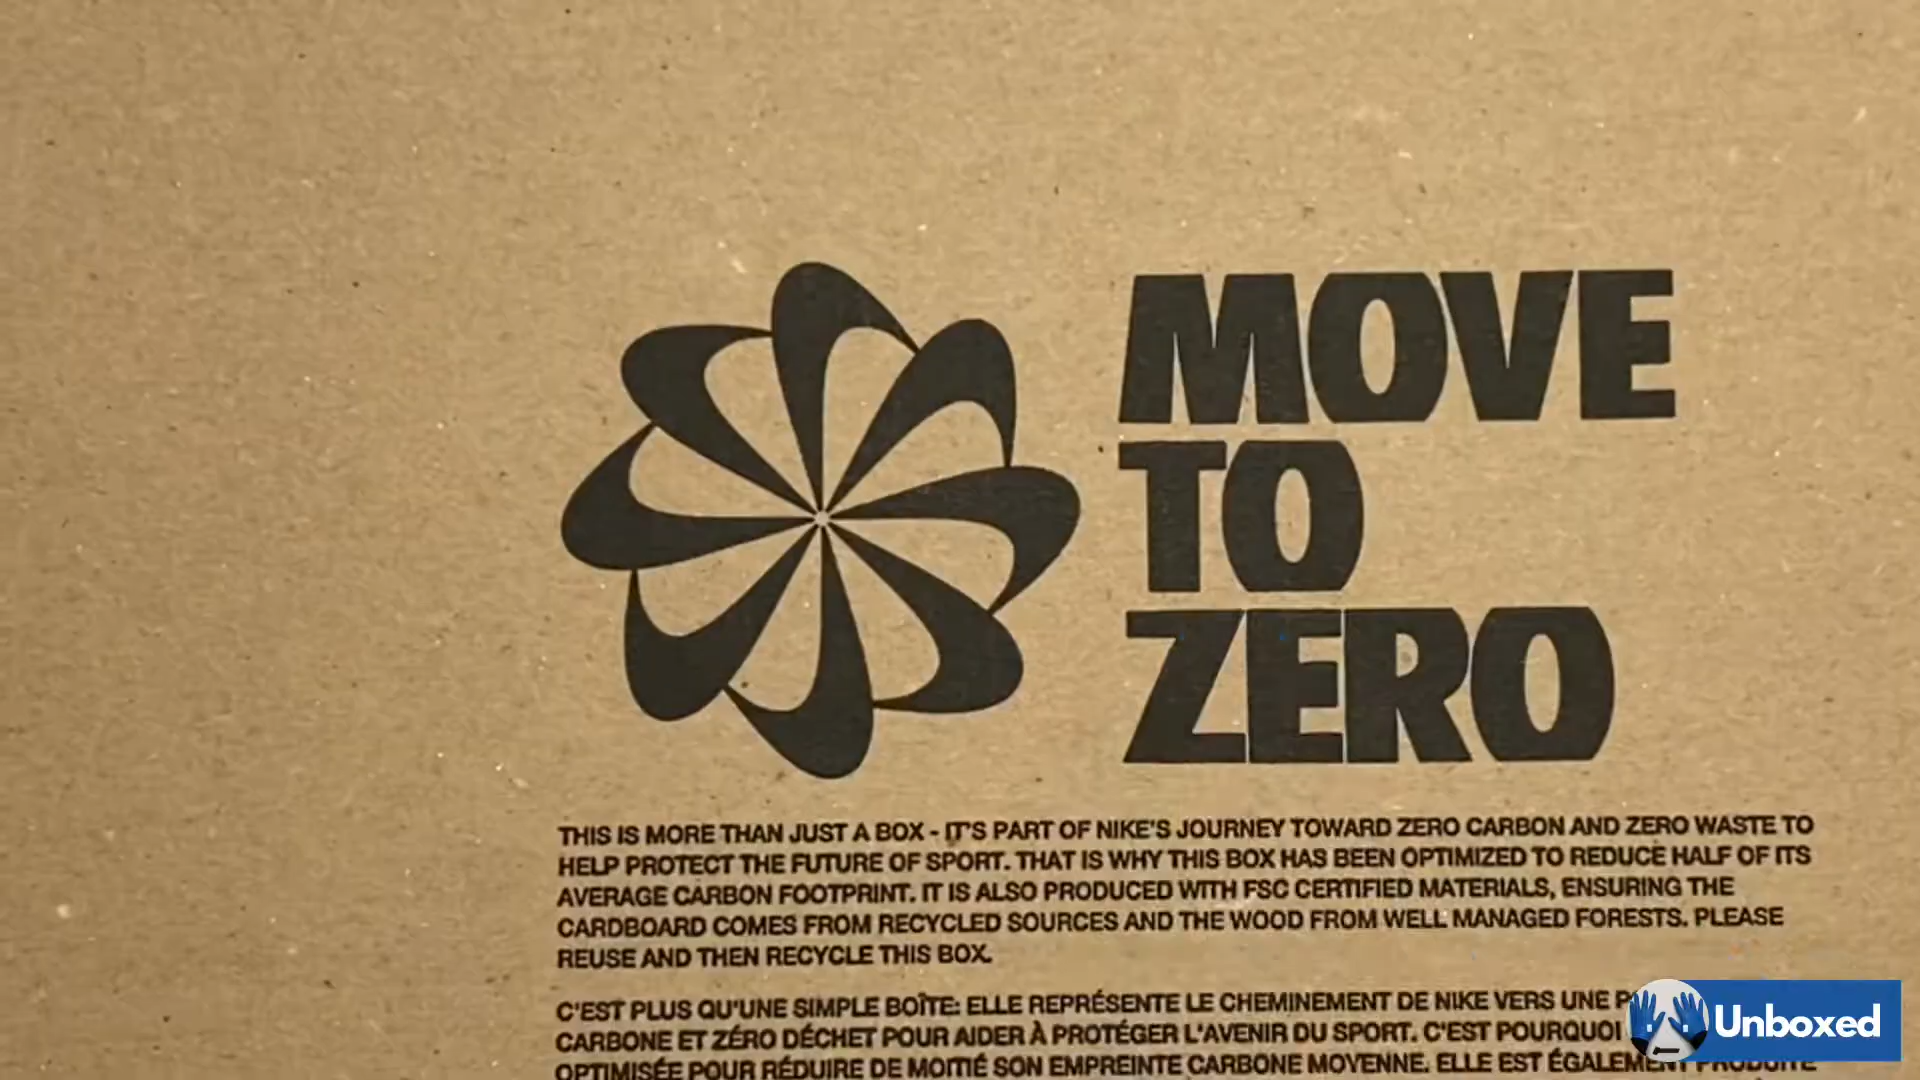 MOVE
TO
ZERO
THIS IS MORE THAN JUST A BOX - IT'S PART OF NIKE'S JOURNEY TOWARD ZERO CARBON AND ZERO WASTE TO
HELP PROTECT THE FUTURE OF SPORT. THAT IS WHY THIS BOX HAS BEEN OPTIMIZED TO REDUCE HALF OF ITS
AVERAGE CARBON FOOTPRINT. IT IS ALSO PRODUCED WITH FSC CERTIFIED MATERIALS, ENSURING THE
CARDBOARD COMES FROM RECYCLED SOURCES AND THE WOOD FROM WELL MANAGED FORESTS. PLEASE
REUSE AND THEN RECYCLE THIS BOX.
C'EST PLUS QU'UNE SIMPLE BOÎTE: ELLE REPRÉSENTE LE CHEMINEMENT DE NIKE VERS UNE
CARBONE ET ZÉRO DÉCHET POUR AIDER À PROTÉGER L'AVENIR DU SPORT. C'EST POURQUOI
OPTIMISÉE POUR RÉDUIRE DE MOITIÉ SON EMPREINTE CARBONE MOYENNE. ELLE EST ÉGALEMENT PRODUITE
Unboxed